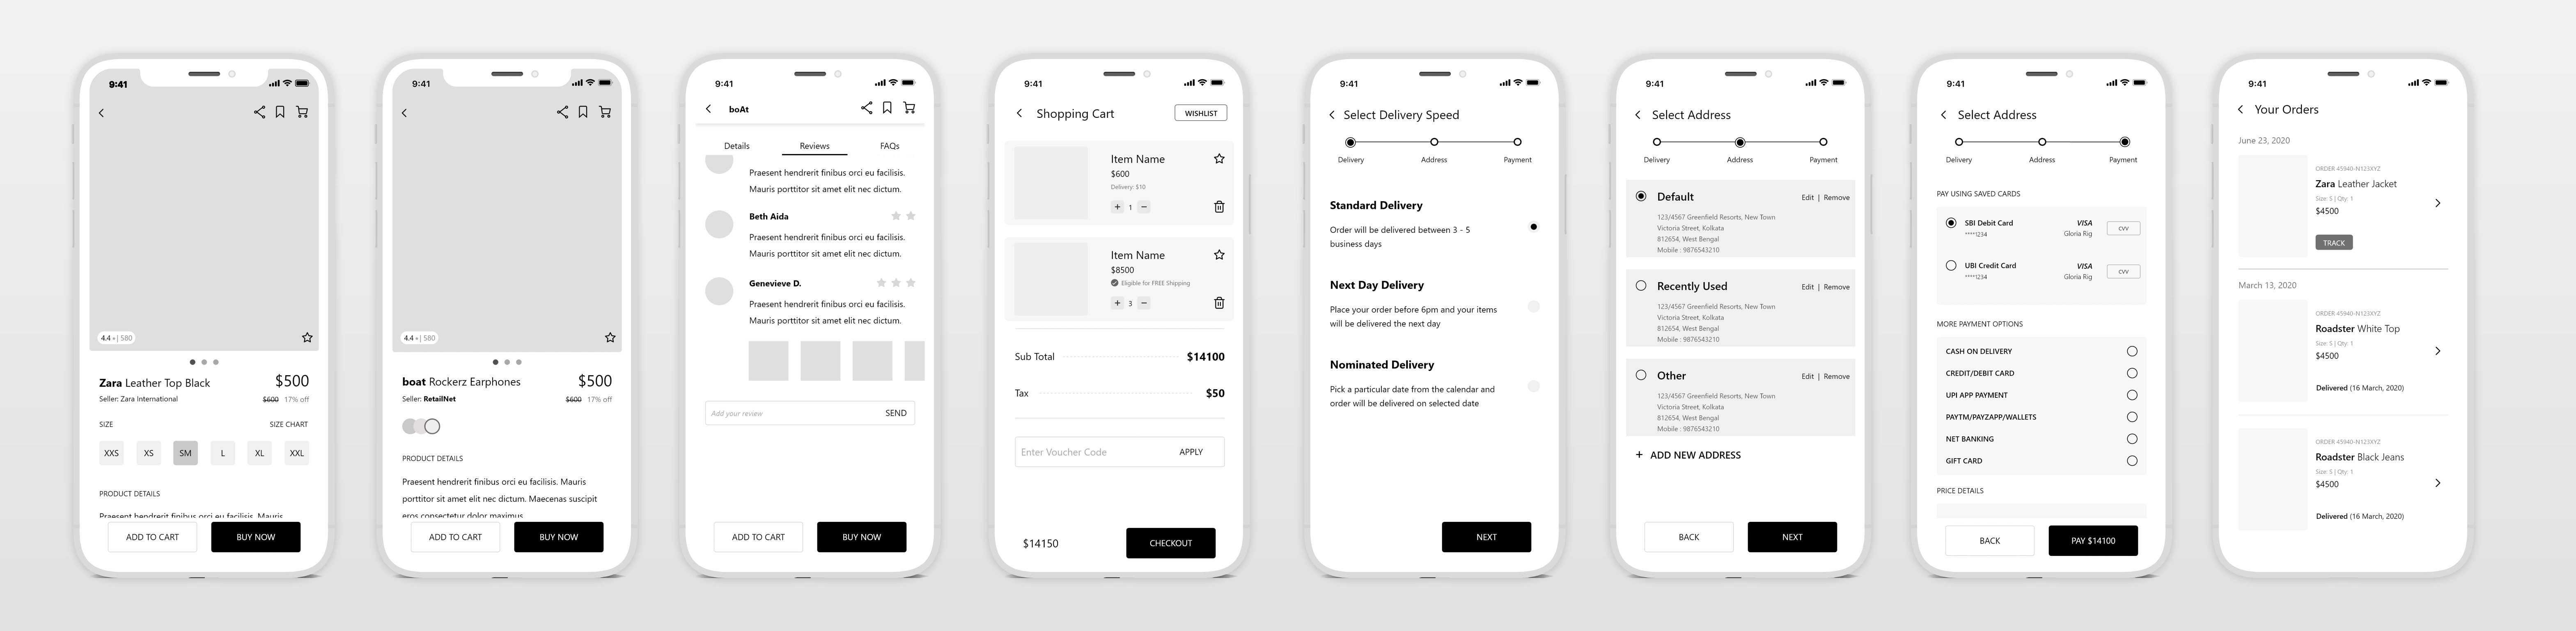 9:41
4.4 ★ | 580
Zara Leather Top Black
$500
Seller: Zara International
$600 17% off
SIZE
SIZE CHART
XXS
XS
SM
L
XL
XXL
PRODUCT DETAILS
Praesent hendrerit finibus orci eu facilisis. Mauris
ADD TO CART
BUY NOW
9:41
4.4 ★ | 580
boat Rockerz Earphones
$500
Seller: RetailNet
$600 17% off
PRODUCT DETAILS
Praesent hendrerit finibus orci eu facilisis. Mauris
porttitor sit amet elit nec dictum. Maecenas suscipit
eros consectetur dolor maximus
ADD TO CART
BUY NOW
9:41
boAt
Details
Reviews
FAQs
Praesent hendrerit finibus orci eu facilisis.
Mauris porttitor sit amet elit nec dictum.
Beth Aida
Praesent hendrerit finibus orci eu facilisis.
Mauris porttitor sit amet elit nec dictum.
Genevieve D.
Praesent hendrerit finibus orci eu facilisis.
Mauris porttitor sit amet elit nec dictum.
Add your review
SEND
ADD TO CART
BUY NOW
9:41
Shopping Cart
WISHLIST
Item Name
$600
Delivery: $10
+ 1 −
Item Name
$8500
Eligible for FREE Shipping
+ 3 −
Sub Total
$14100
Tax
$50
Enter Voucher Code
APPLY
$14150
CHECKOUT
9:41
Select Delivery Speed
Delivery
Address
Payment
Standard Delivery
Order will be delivered between 3 - 5
business days
Next Day Delivery
Place your order before 6pm and your items
will be delivered the next day
Nominated Delivery
Pick a particular date from the calendar and
order will be delivered on selected date
NEXT
9:41
Select Address
Delivery
Address
Payment
Default
Edit | Remove
123/4567 Greenfield Resorts, New Town
Victoria Street, Kolkata
812654, West Bengal
Mobile : 9876543210
Recently Used
Edit | Remove
123/4567 Greenfield Resorts, New Town
Victoria Street, Kolkata
812654, West Bengal
Mobile : 9876543210
Other
Edit | Remove
123/4567 Greenfield Resorts, New Town
Victoria Street, Kolkata
812654, West Bengal
Mobile : 9876543210
+ ADD NEW ADDRESS
BACK
NEXT
9:41
Select Address
Delivery
Address
Payment
PAY USING SAVED CARDS
SBI Debit Card
****1234
VISA
Gloria Rig
CVV
UBI Credit Card
****1234
VISA
Gloria Rig
CVV
MORE PAYMENT OPTIONS
CASH ON DELIVERY
CREDIT/DEBIT CARD
UPI APP PAYMENT
PAYTM/PAYZAPP/WALLETS
NET BANKING
GIFT CARD
PRICE DETAILS
BACK
PAY $14100
9:41
Your Orders
June 23, 2020
ORDER 45940-N123XYZ
Zara Leather Jacket
Size: S | Qty: 1
$4500
TRACK
March 13, 2020
ORDER 45940-N123XYZ
Roadster White Top
Size: S | Qty: 1
$4500
Delivered (16 March, 2020)
ORDER 45940-N123XYZ
Roadster Black Jeans
Size: S | Qty: 1
$4500
Delivered (16 March, 2020)